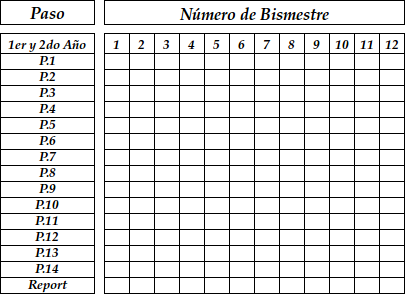 Paso Número de Bismestre
1er y 2do Año 1 2 3 4 5 6 7 8 9 10 11 12
P.1
P.2
P.3
P.4
P.5
P.6
P.7
P.8
P.9
P.10
P.11
P.12
P.13
P.14
Report